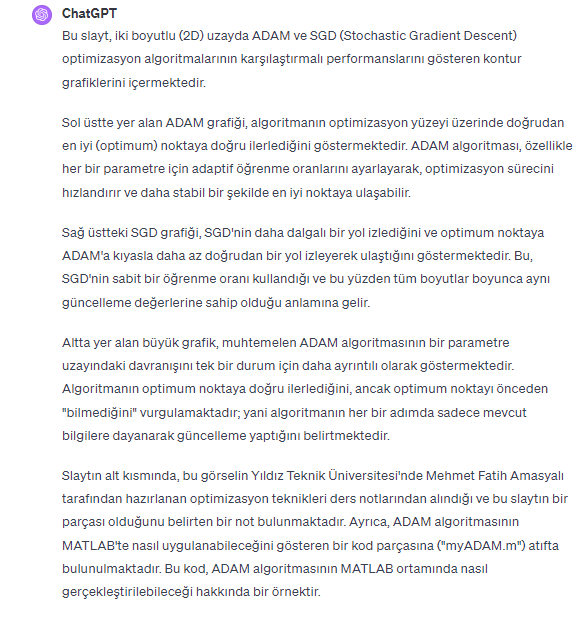 ChatGPT
Bu slayt, iki boyutlu (2D) uzayda ADAM ve SGD (Stochastic Gradient Descent)
optimizasyon algoritmalarının karşılaştırmalı performanslarını gösteren kontur
grafiklerini içermektedir.
Sol üstte yer alan ADAM grafiği, algoritmanın optimizasyon yüzeyi üzerinde doğrudan
en iyi (optimum) noktaya doğru ilerlediğini göstermektedir. ADAM algoritması, özellikle
her bir parametre için adaptif öğrenme oranlarını ayarlayarak, optimizasyon sürecini
hızlandırır ve daha stabil bir şekilde en iyi noktaya ulaşabilir.
Sağ üstteki SGD grafiği, SGD'nin daha dalgalı bir yol izlediğini ve optimum noktaya
ADAM'a kıyasla daha az doğrudan bir yol izleyerek ulaştığını göstermektedir. Bu,
SGD'nin sabit bir öğrenme oranı kullandığı ve bu yüzden tüm boyutlar boyunca aynı
güncelleme değerlerine sahip olduğu anlamına gelir.
Altta yer alan büyük grafik, muhtemelen ADAM algoritmasının bir parametre
uzayındaki davranışını tek bir durum için daha ayrıntılı olarak göstermektedir.
Algoritmanın optimum noktaya doğru ilerlediğini, ancak optimum noktayı önceden
"bilmediğini" vurgulamaktadır; yani algoritmanın her bir adımda sadece mevcut
bilgilere dayanarak güncelleme yaptığını belirtmektedir.
Slaytın alt kısmında, bu görselin Yıldız Teknik Üniversitesi'nde Mehmet Fatih Amasyalı
tarafından hazırlanan optimizasyon teknikleri ders notlarından alındığı ve bu slaytın bir
parçası olduğunu belirten bir not bulunmaktadır. Ayrıca, ADAM algoritmasının
MATLAB'te nasıl uygulanabileceğini gösteren bir kod parçasına ("myADAM.m") atıfta
bulunulmaktadır. Bu kod, ADAM algoritmasının MATLAB ortamında nasıl
gerçekleştirilebileceği hakkında bir örnektir.